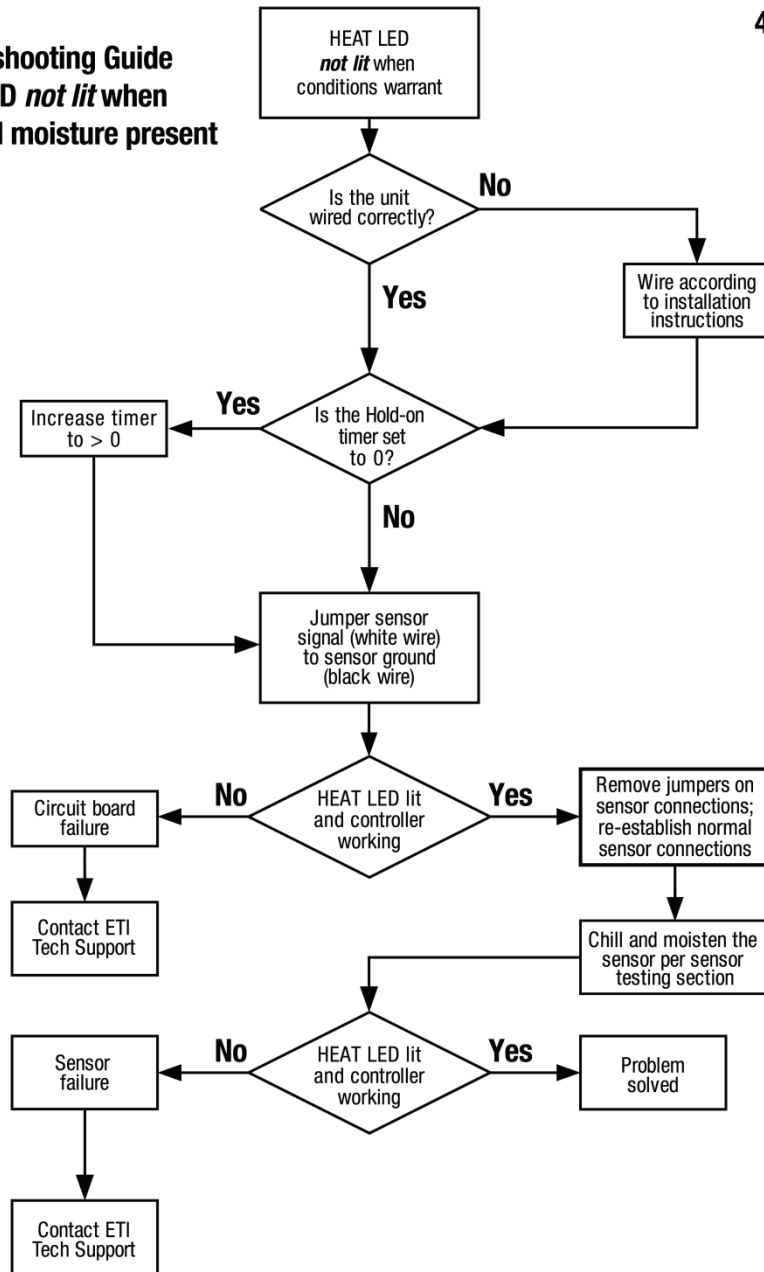 4
HEAT LED
not lit when
conditions warrant
shooting Guide
D not lit when
moisture present
Is the unit
wired correctly?
No
Wire according
to installation
instructions
Yes
Yes
Increase timer
to > 0
Is the Hold-on
timer set
to 0?
No
Jumper sensor
signal (white wire)
to sensor ground
(black wire)
No
HEAT LED lit
and controller
working
Yes
Circuit board
failure
Remove jumpers on
sensor connections;
re-establish normal
sensor connections
Contact ETI
Tech Support
Chill and moisten the
sensor per sensor
testing section
Sensor
failure
No
HEAT LED lit
and controller
working
Yes
Problem
solved
Contact ETI
Tech Support